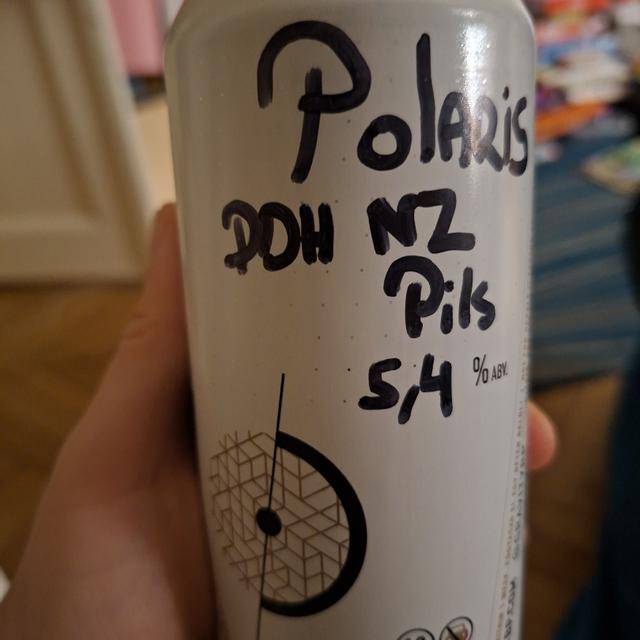 Polaris
DDH NZ
Pils
5,4 % ABV.